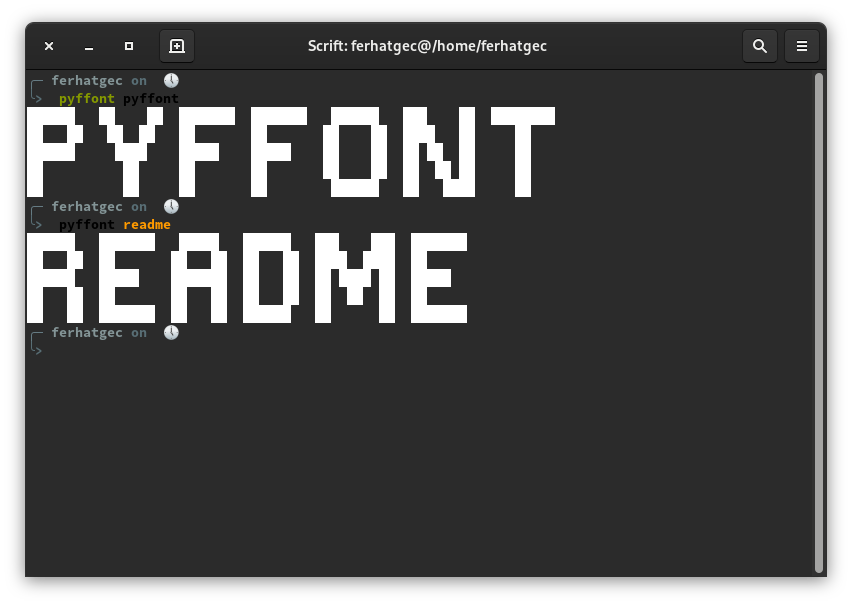 Scrift: ferhatgec@/home/ferhatgec
ferhatgec on 🕔
pyffont pyffont
PYFFONT
ferhatgec on 🕔
pyffont readme
README
ferhatgec on 🕔